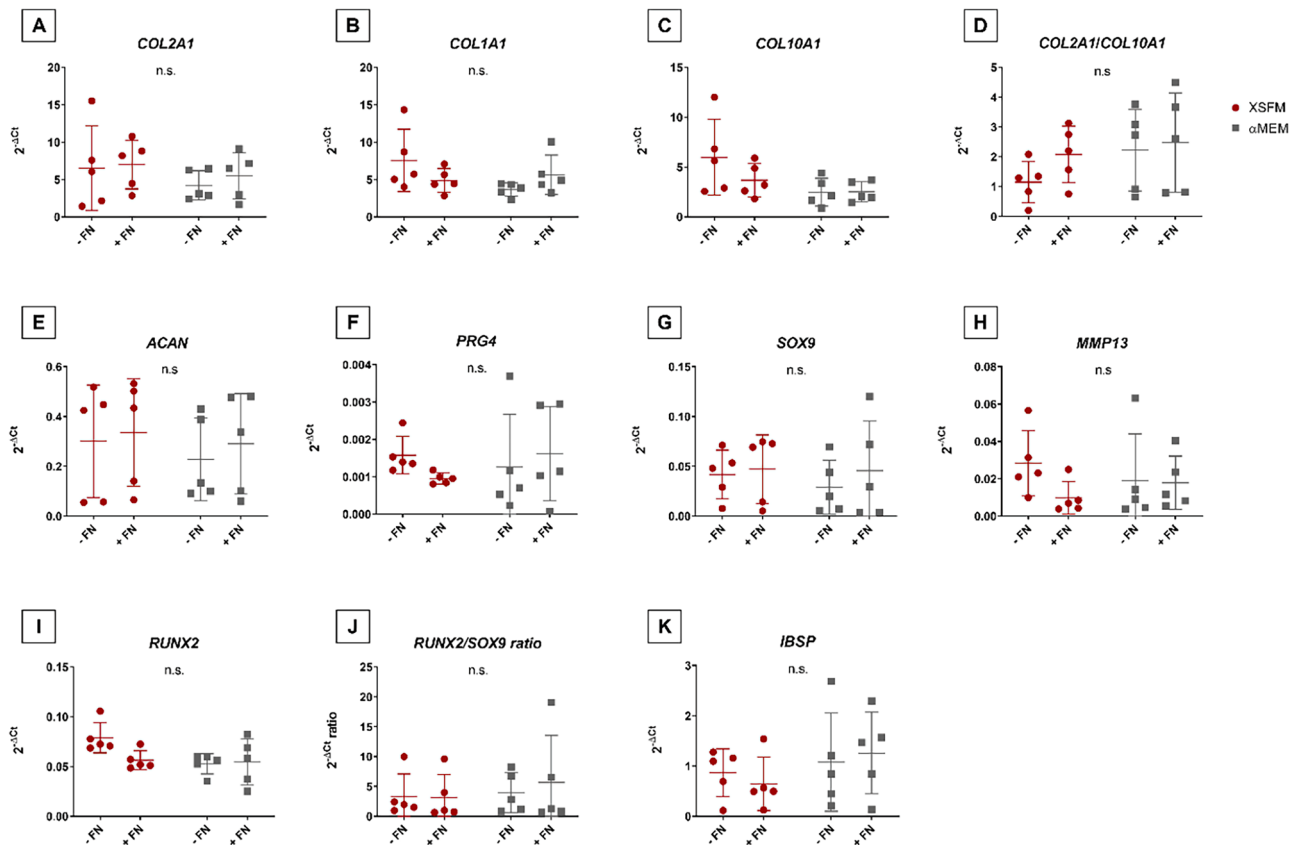 A
COL2A1
n.s.
20
15
10
5
0
2-ΔCt
- FN
+ FN
- FN
+ FN
B
COL1A1
n.s.
20
15
10
5
0
2-ΔCt
- FN
+ FN
- FN
+ FN
C
COL10A1
15
10
5
0
2-ΔCt
- FN
+ FN
- FN
+ FN
D
COL2A1/COL10A1
n.s
5
4
3
2
1
0
2-ΔCt
- FN
+ FN
- FN
+ FN
XSFM
αMEM
E
ACAN
n.s
0.6
0.4
0.2
0.0
2-ΔCt
- FN
+ FN
- FN
+ FN
F
PRG4
n.s.
0.004
0.003
0.002
0.001
0.000
2-ΔCt
- FN
+ FN
- FN
+ FN
G
SOX9
n.s.
0.15
0.10
0.05
0.00
2-ΔCt
- FN
+ FN
- FN
+ FN
H
MMP13
n.s
0.08
0.06
0.04
0.02
0.00
2-ΔCt
- FN
+ FN
- FN
+ FN
I
RUNX2
n.s.
0.15
0.10
0.05
0.00
2-ΔCt
- FN
+ FN
- FN
+ FN
J
RUNX2/SOX9 ratio
n.s.
25
20
15
10
5
0
2-ΔCt ratio
- FN
+ FN
- FN
+ FN
K
IBSP
n.s.
3
2
1
0
2-ΔCt
- FN
+ FN
- FN
+ FN